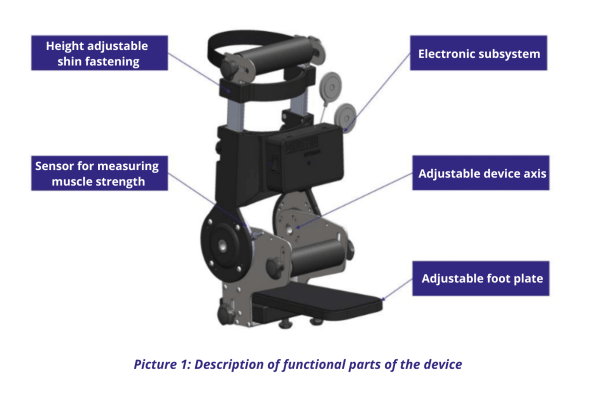 Height adjustable
shin fastening
Electronic subsystem
Sensor for measuring
muscle strength
Adjustable device axis
Adjustable foot plate
Picture 1: Description of functional parts of the device